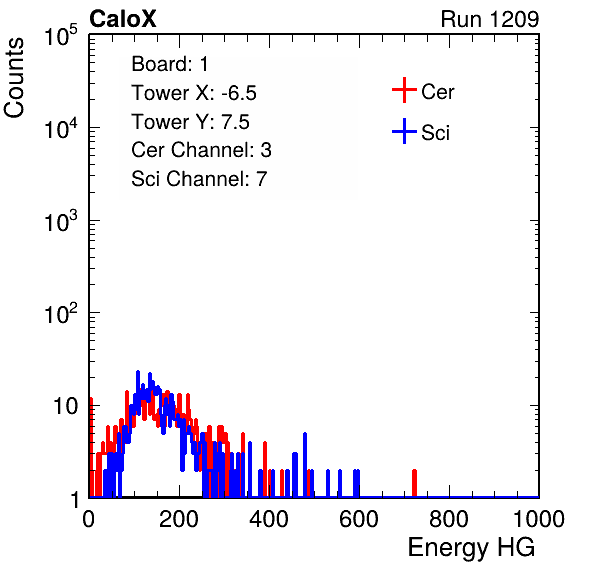 CaloX Run 1209
Counts
Board: 1
Tower X: -6.5
Tower Y: 7.5
Cer Channel: 3
Sci Channel: 7
Cer
Sci
10^5
10^4
10^3
10^2
10
1
0 200 400 600 800 1000
Energy HG